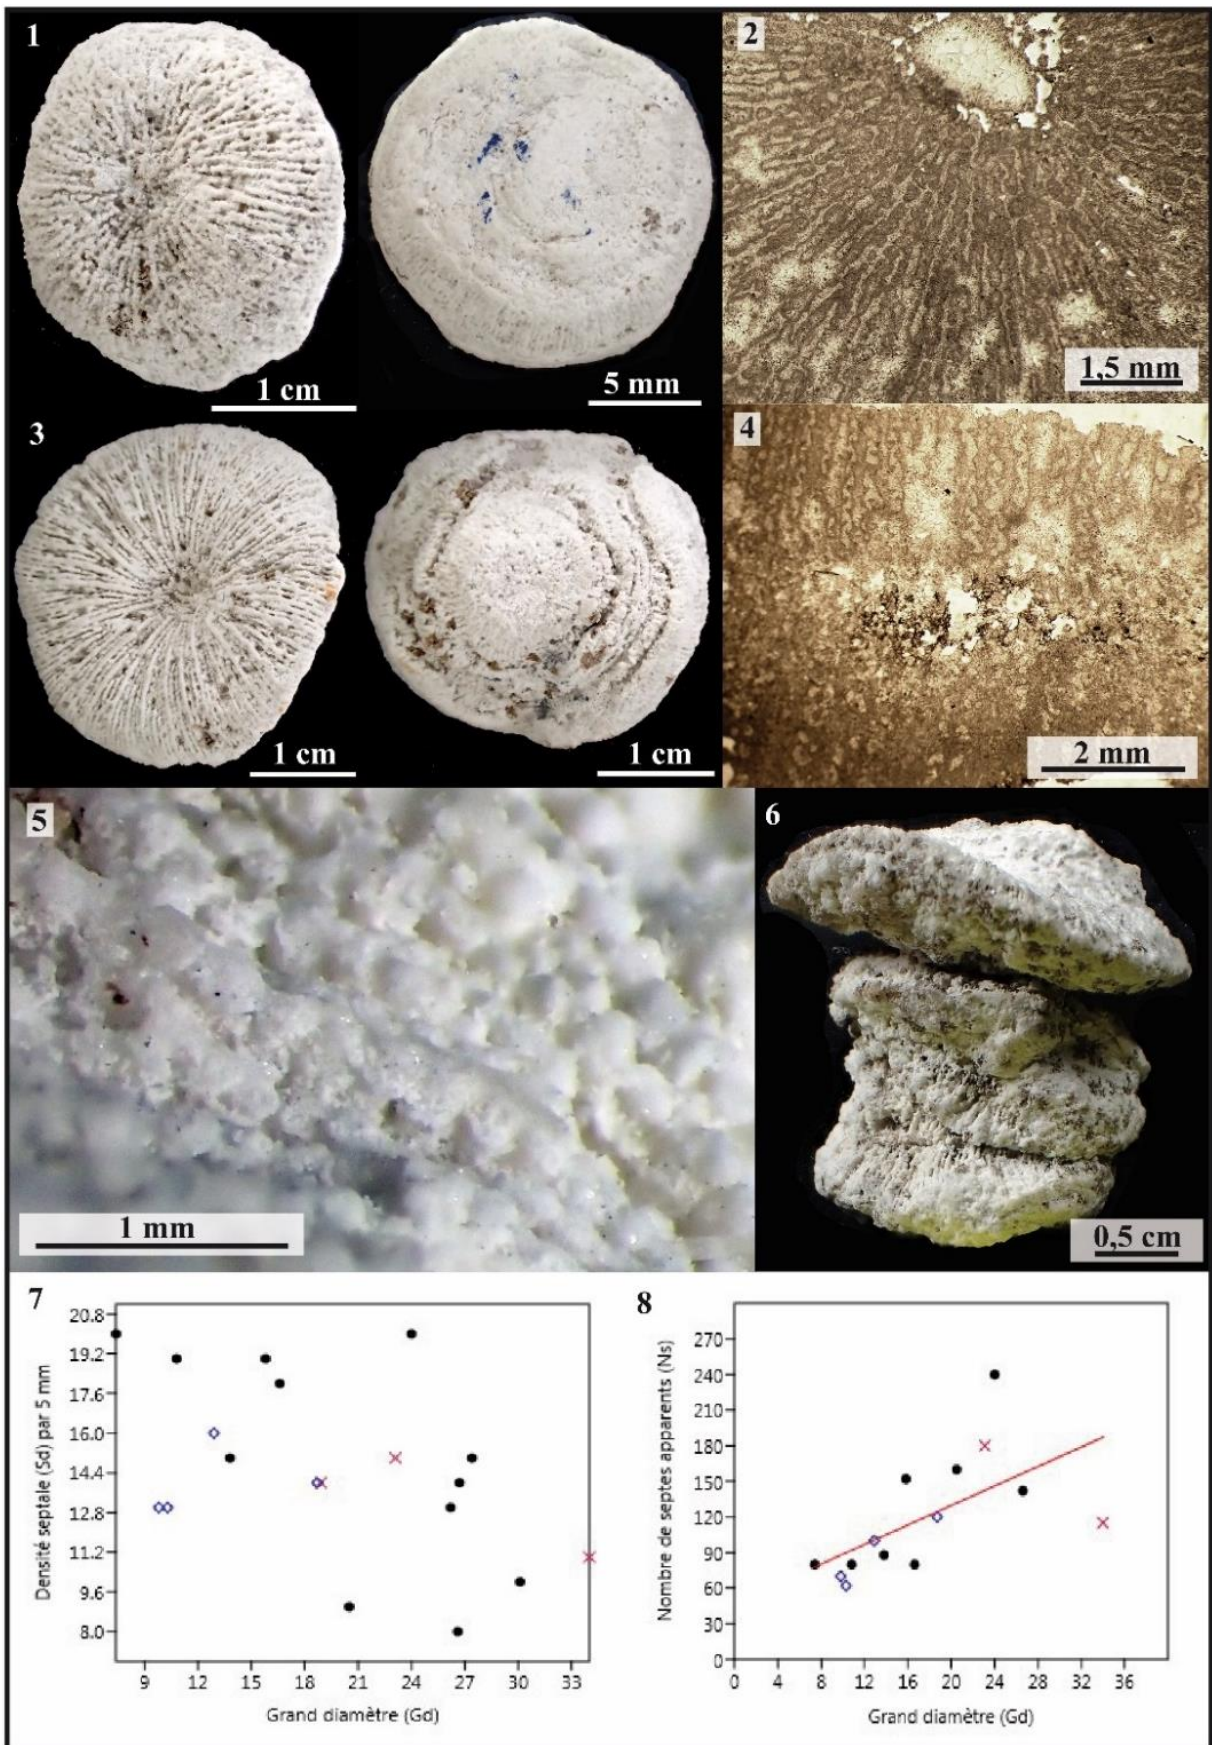 1
1 cm
5 mm
2
1,5 mm
3
1 cm
1 cm
4
2 mm
5
1 mm
6
0,5 cm
7
20.8
19.2
17.6
16.0
14.4
12.8
11.2
9.6
8.0
Densité septale (Sd) par 5 mm
9 12 15 18 21 24 27 30 33
Grand diamètre (Gd)
8
270
240
210
180
150
120
90
60
30
0
Nombre de septes apparents (Ns)
0 4 8 12 16 20 24 28 32 36
Grand diamètre (Gd)